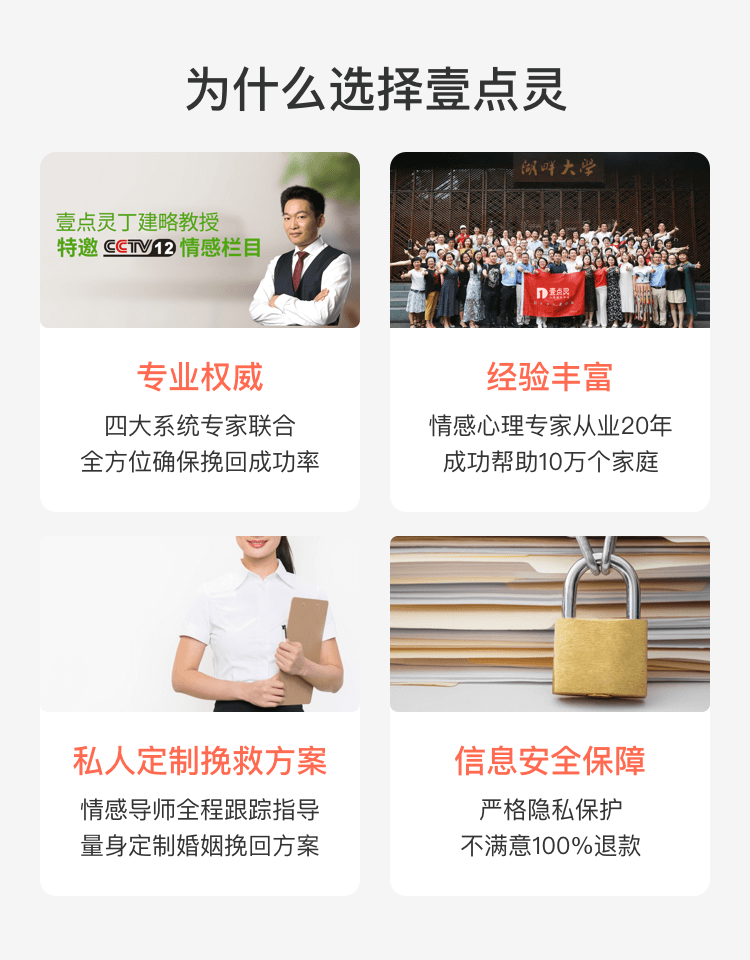 为什么选择壹点灵
壹点灵丁建略教授
特邀 CCTV12 情感栏目
湖畔大学
壹点灵
专业权威
四大系统专家联合
全方位确保挽回成功率
经验丰富
情感心理专家从业20年
成功帮助10万个家庭
私人定制挽救方案
情感导师全程跟踪指导
量身定制婚姻挽回方案
信息安全保障
严格隐私保护
不满意100%退款